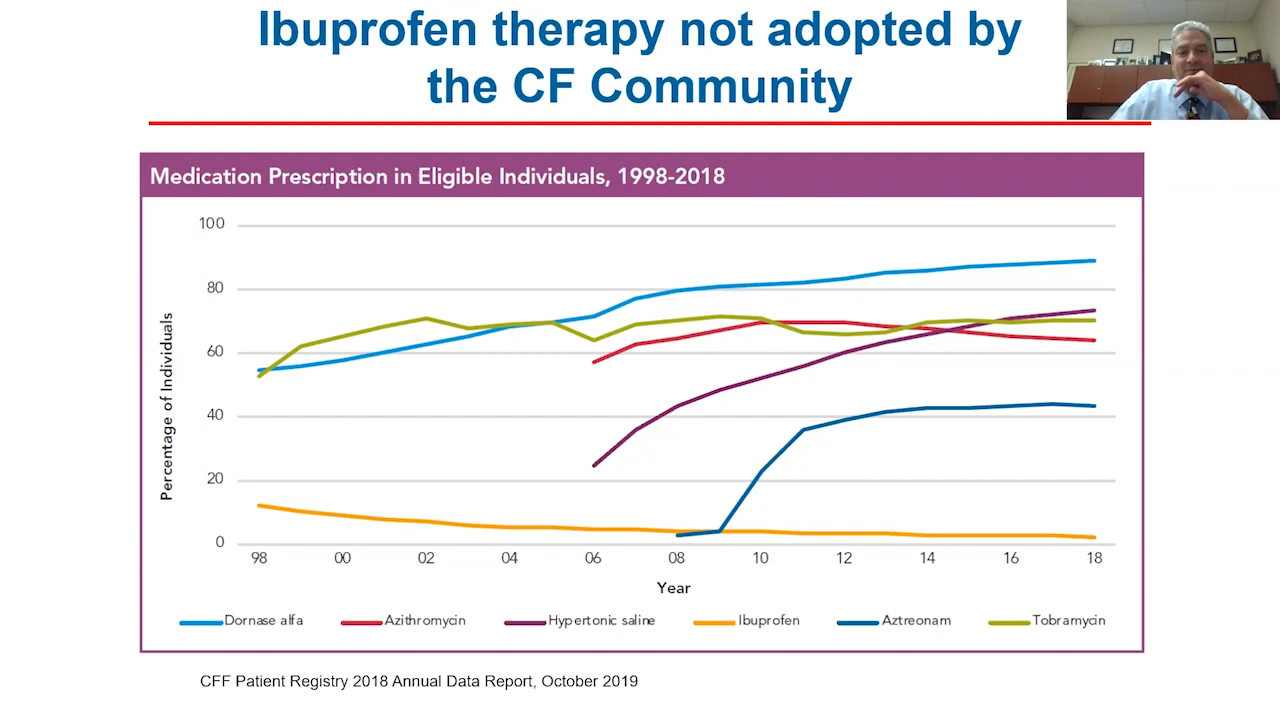 Ibuprofen therapy not adopted by
the CF Community
Medication Prescription in Eligible Individuals, 1998-2018
100
80
60
40
20
0
Percentage of Individuals
98 00 02 04 06 08 10 12 14 16 18
Year
Dornase alfa Azithromycin Hypertonic saline Ibuprofen Aztreonam Tobramycin
CFF Patient Registry 2018 Annual Data Report, October 2019